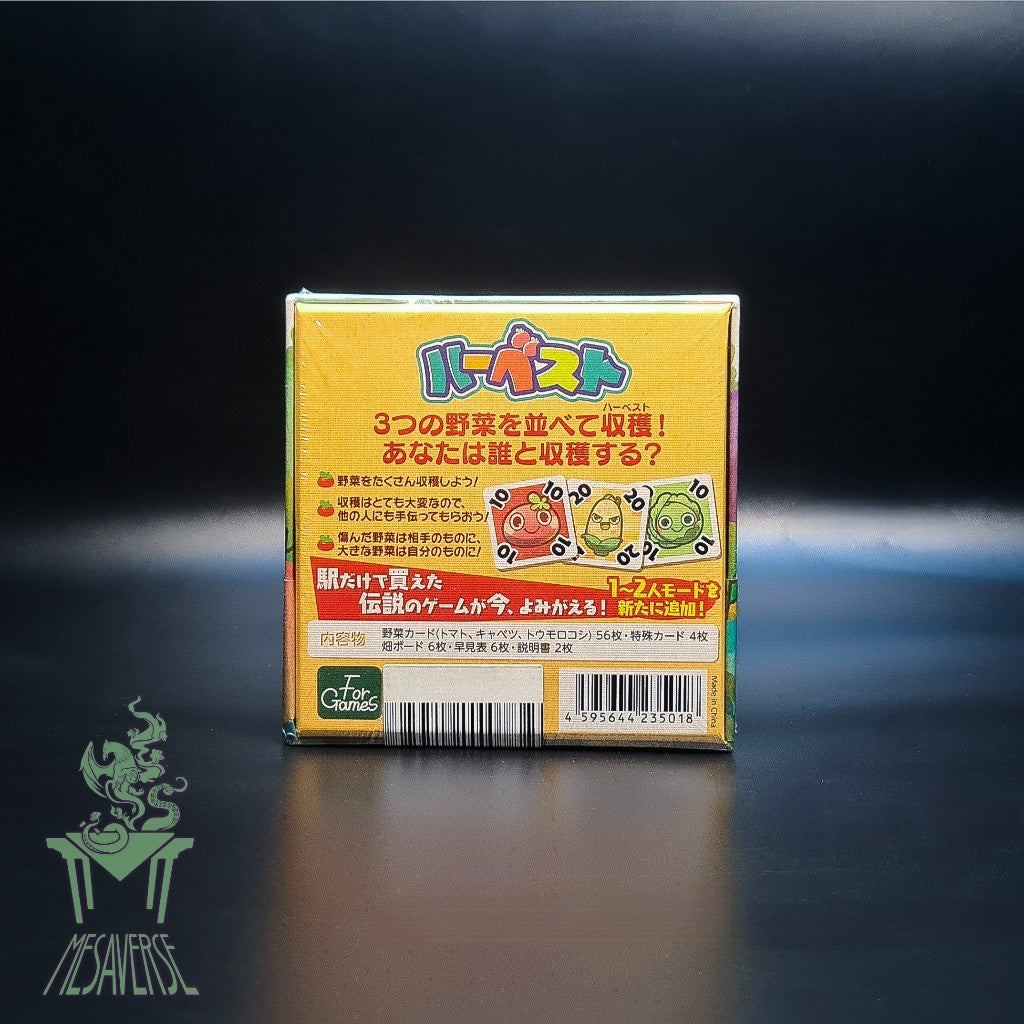 ハーベスト
ハーベスト
3つの野菜を並べて収穫！
あなたは誰と収穫する？
野菜をたくさん収穫しよう！
収穫はとても大変なので、
他の人にも手伝ってもらおう！
傷んだ野菜は相手のものに、
大きな野菜は自分のものに！
10 20 20 10
10 10 20 10
駅だけで買えた
伝説のゲームが今、よみがえる！
1～2人モードを
新たに追加！
内容物
野菜カード(トマト、キャベツ、トウモロコシ) 56枚・特殊カード 4枚
畑ボード 6枚・早見表 6枚・説明書 2枚
For
Games
4 595644 235018
Made in China
MESAVERSE